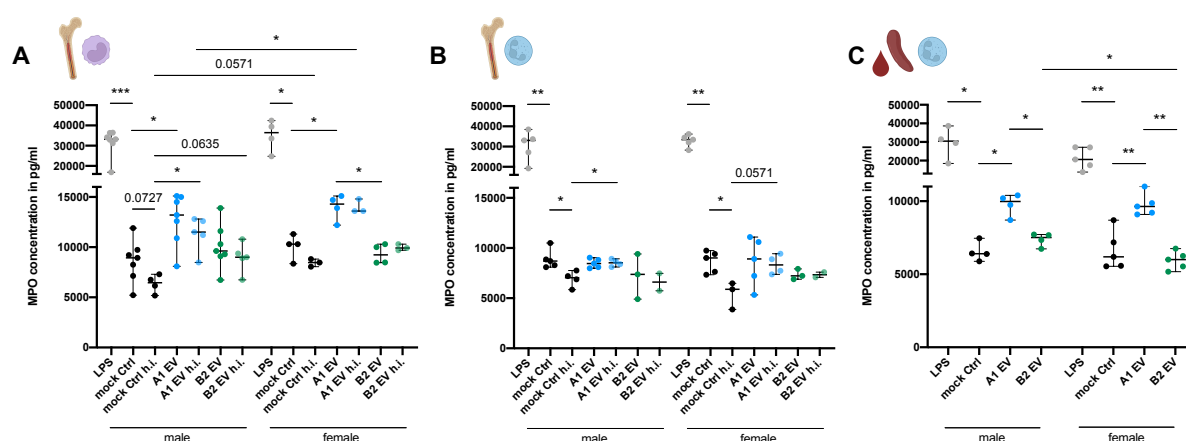 A
B
C
*
0.0571
*
***
*
*
*
0.0635
0.0727
*
*
MPO concentration in pg/ml
50000
40000
30000
20000
15000
10000
5000
0
LPS
mock Ctrl
mock Ctrl h.i.
A1 EV
A1 EV h.i.
B2 EV
B2 EV h.i.
LPS
mock Ctrl
mock Ctrl h.i.
A1 EV
A1 EV h.i.
B2 EV
B2 EV h.i.
male
female
**
**
*
0.0571
*
*
MPO concentration in pg/ml
50000
40000
30000
20000
15000
10000
5000
0
LPS
mock Ctrl
mock Ctrl h.i.
A1 EV
A1 EV h.i.
B2 EV
B2 EV h.i.
LPS
mock Ctrl
mock Ctrl h.i.
A1 EV
A1 EV h.i.
B2 EV
B2 EV h.i.
male
female
*
*
**
*
**
*
**
MPO concentration in pg/ml
50000
40000
30000
20000
10000
5000
0
LPS
mock Ctrl
A1 EV
B2 EV
LPS
mock Ctrl
A1 EV
B2 EV
male
female